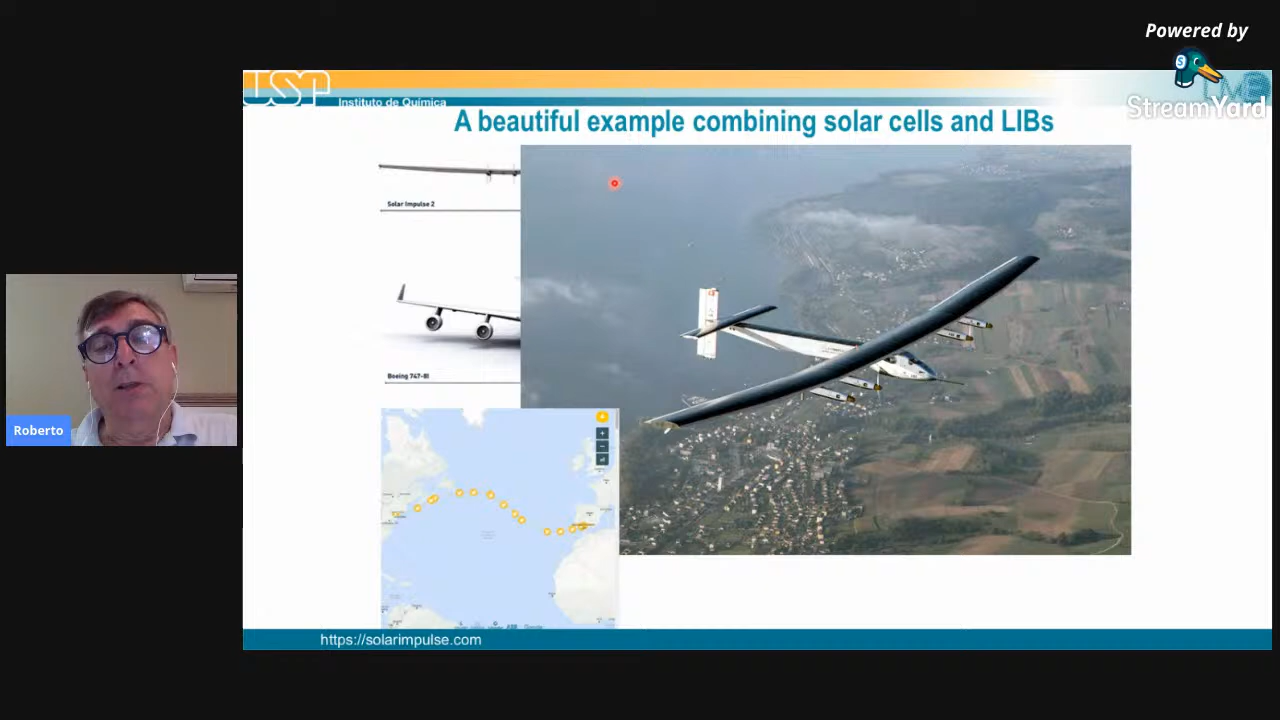 Powered by
StreamYard
USP
Instituto de Química
A beautiful example combining solar cells and LIBs
Solar Impulse 2
Boeing 747-8I
Roberto
https://solarimpulse.com